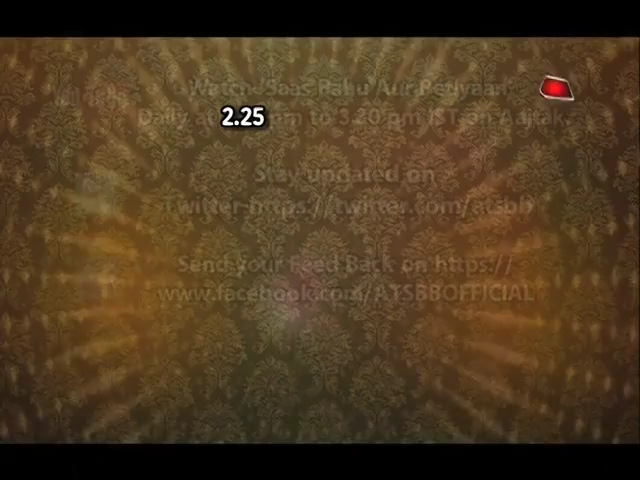 Watch Saas Bahu Aur Betiyaan
Daily at 2.25 pm to 3.20 pm IST on Aajtak.
Stay updated on
Twitter-https://twitter.com/atsbb
Send your Feed Back on https://
www.facebook.com/ATSBBOFFICIAL